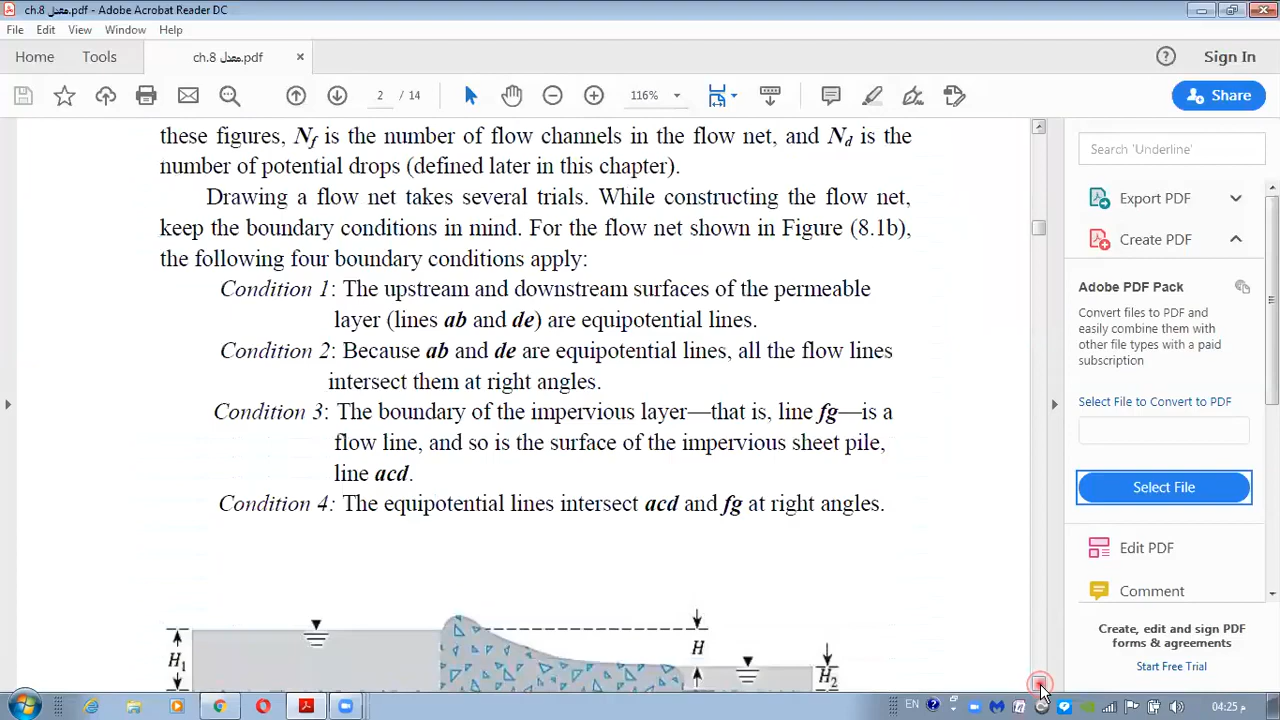 ch.8 معدل.pdf - Adobe Acrobat Reader DC
File Edit View Window Help
Home Tools ch.8 معدل.pdf × Sign In
2 / 14 116% Share
these figures, Nf is the number of flow channels in the flow net, and Nd is the
number of potential drops (defined later in this chapter).
Drawing a flow net takes several trials. While constructing the flow net,
keep the boundary conditions in mind. For the flow net shown in Figure (8.1b),
the following four boundary conditions apply:
Condition 1: The upstream and downstream surfaces of the permeable
layer (lines ab and de) are equipotential lines.
Condition 2: Because ab and de are equipotential lines, all the flow lines
intersect them at right angles.
Condition 3: The boundary of the impervious layer—that is, line fg—is a
flow line, and so is the surface of the impervious sheet pile,
line acd.
Condition 4: The equipotential lines intersect acd and fg at right angles.
H1
H
H2
Search 'Underline'
Export PDF
Create PDF
Adobe PDF Pack
Convert files to PDF and
easily combine them with
other file types with a paid
subscription
Select File to Convert to PDF
Select File
Edit PDF
Comment
Create, edit and sign PDF
forms & agreements
Start Free Trial
EN 04:25 م